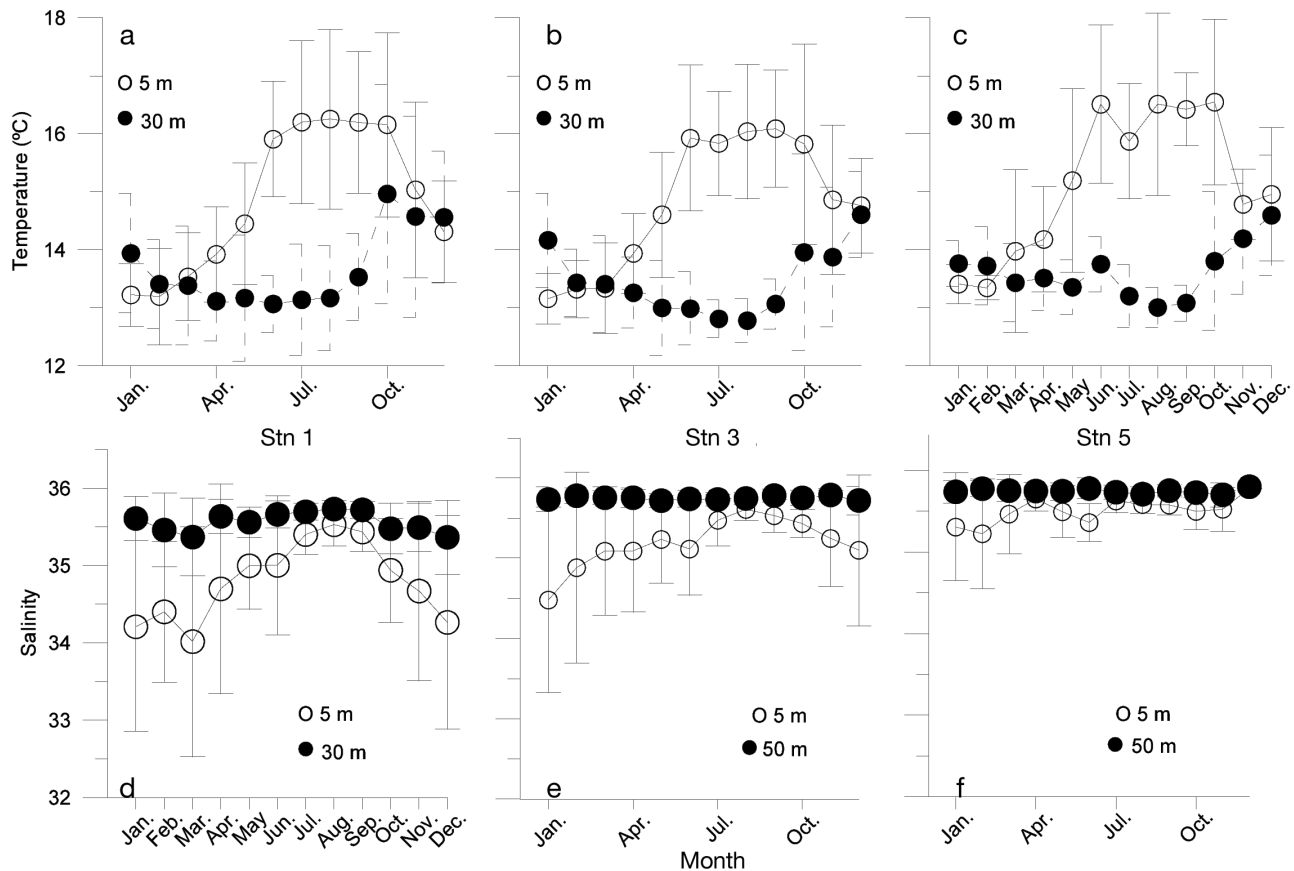 18
16
14
12
Temperature (ºC)
a
O 5 m
● 30 m
Jan.
Apr.
Jul.
Oct.
b
O 5 m
● 30 m
Jan.
Apr.
Jul.
Oct.
c
O 5 m
● 30 m
Jan.
Feb.
Mar.
Apr.
May
Jun.
Jul.
Aug.
Sep.
Oct.
Nov.
Dec.
Stn 1
Stn 3
Stn 5
36
35
34
33
32
Salinity
O 5 m
● 30 m
d
Jan.
Feb.
Mar.
Apr.
May
Jun.
Jul.
Aug.
Sep.
Oct.
Nov.
Dec.
O 5 m
● 50 m
e
Jan.
Apr.
Jul.
Oct.
O 5 m
● 50 m
f
Jan.
Apr.
Jul.
Oct.
Month